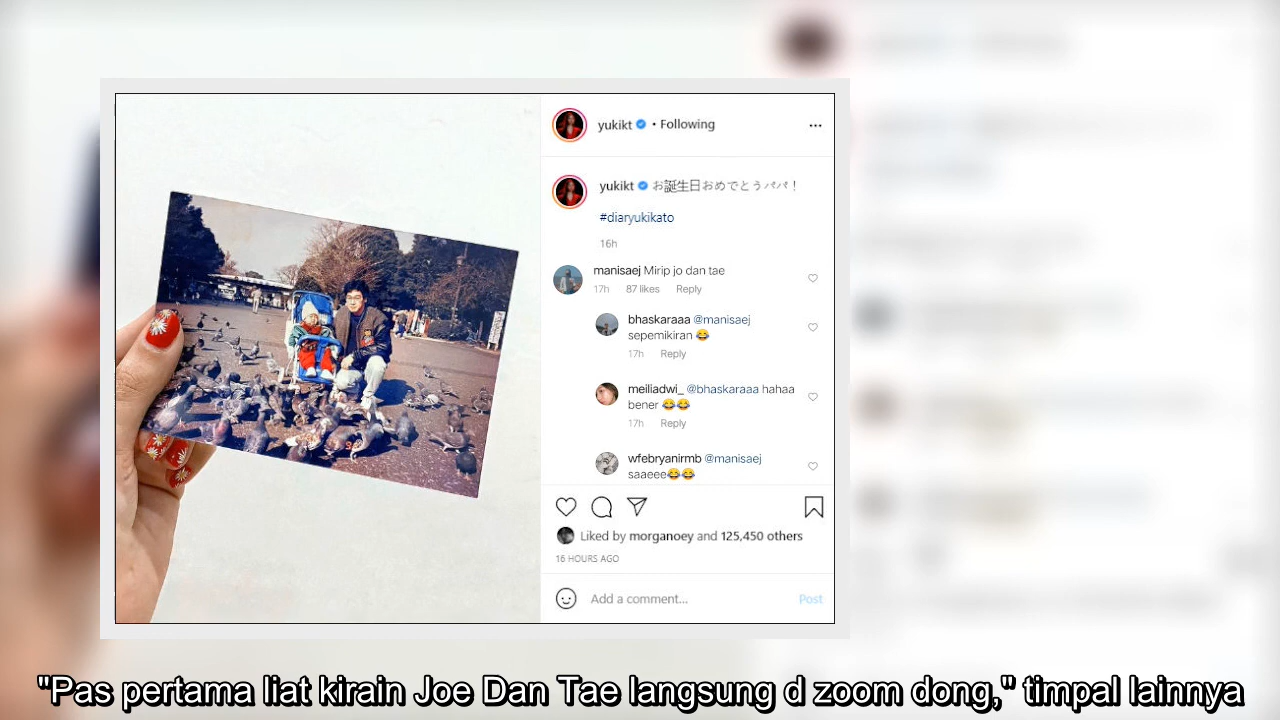 yukikt • Following
yukikt お誕生日おめでとうパパ！
#diaryukikato
16h
manisaej Mirip jo dan tae
17h 87 likes Reply
bhaskaraaa @manisaej
sepemikiran 😂
17h Reply
meiliadwi_ @bhaskaraaa hahaa
bener 😂😂
17h Reply
wfebryanirmb @manisaej
saaeee😂😂
Liked by morganoey and 125,450 others
16 HOURS AGO
Add a comment... Post
"Pas pertama liat kirain Joe Dan Tae langsung d zoom dong," timpal lainnya